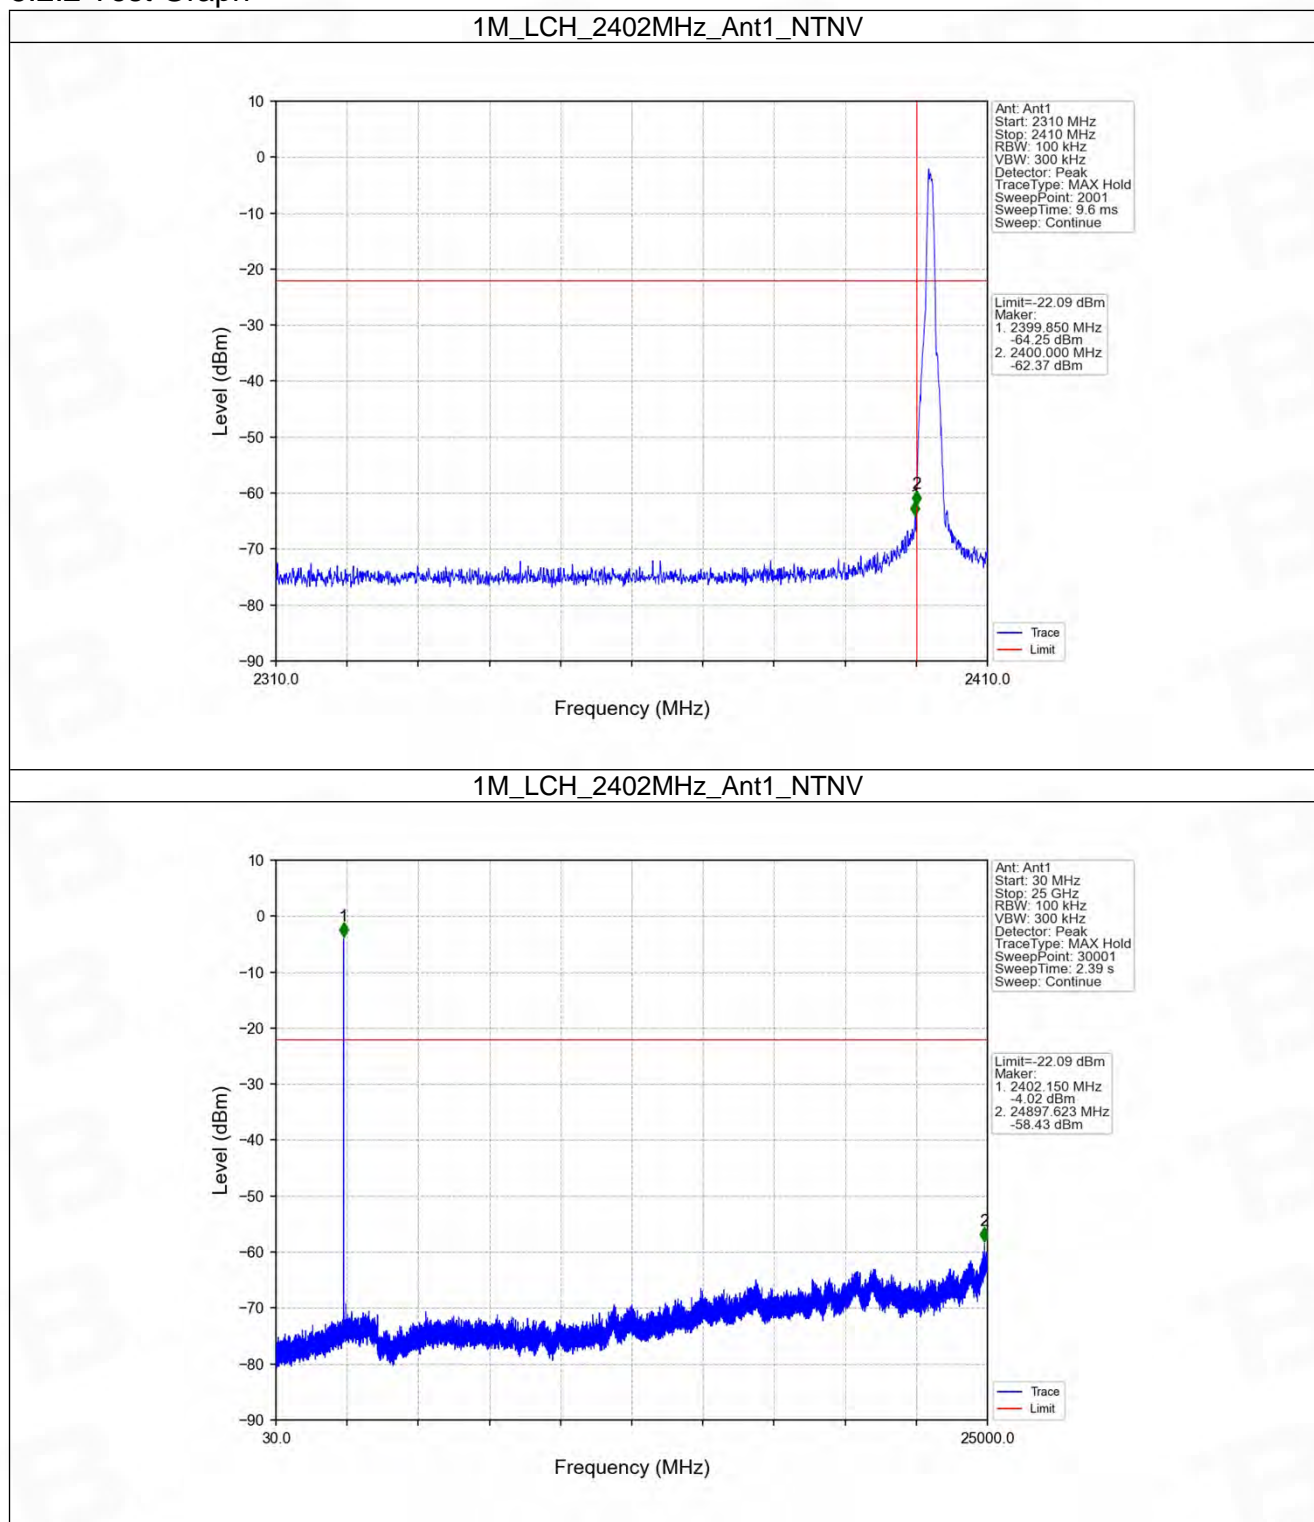 1M_LCH_2402MHz_Ant1_NTNV
10
0
−10
−20
−30
−40
−50
−60
−70
−80
−90
Level (dBm)
2310.0
2410.0
Frequency (MHz)
2
Ant: Ant1
Start: 2310 MHz
Stop: 2410 MHz
RBW: 100 kHz
VBW: 300 kHz
Detector: Peak
TraceType: MAX Hold
SweepPoint: 2001
SweepTime: 9.6 ms
Sweep: Continue
Limit=-22.09 dBm
Maker:
1. 2399.850 MHz
-64.25 dBm
2. 2400.000 MHz
-62.37 dBm
Trace
Limit
1M_LCH_2402MHz_Ant1_NTNV
10
0
−10
−20
−30
−40
−50
−60
−70
−80
−90
Level (dBm)
30.0
25000.0
Frequency (MHz)
1
2
Ant: Ant1
Start: 30 MHz
Stop: 25 GHz
RBW: 100 kHz
VBW: 300 kHz
Detector: Peak
TraceType: MAX Hold
SweepPoint: 30001
SweepTime: 2.39 s
Sweep: Continue
Limit=-22.09 dBm
Maker:
1. 2402.150 MHz
-4.02 dBm
2. 24897.623 MHz
-58.43 dBm
Trace
Limit